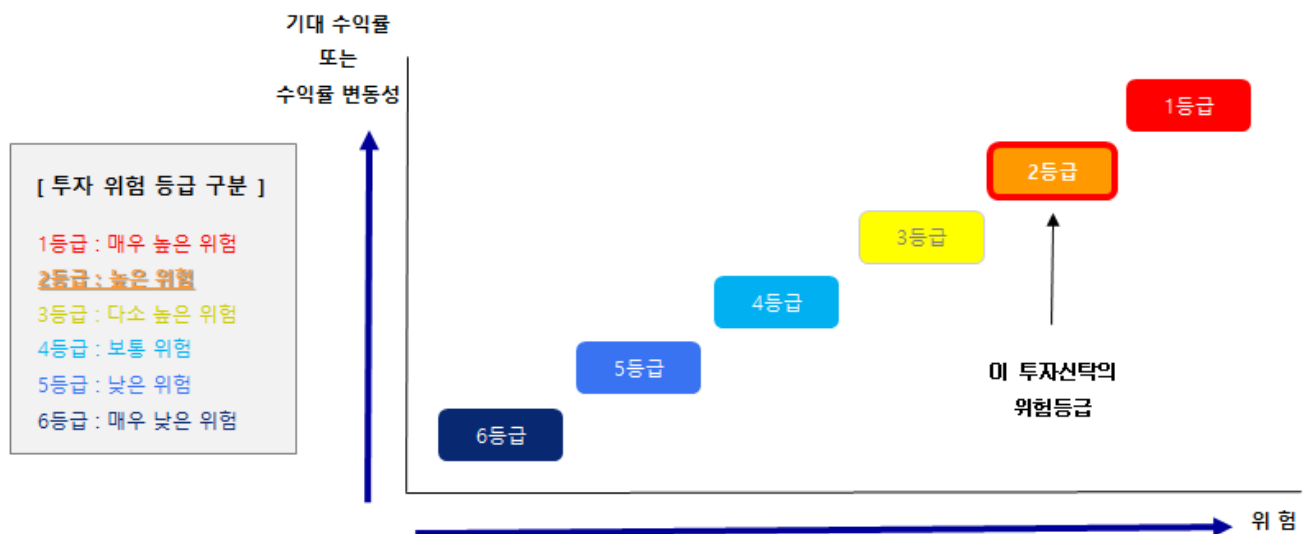 기대 수익률
또는
수익률 변동성
[ 투자 위험 등급 구분 ]
1등급 : 매우 높은 위험
2등급 : 높은 위험
3등급 : 다소 높은 위험
4등급 : 보통 위험
5등급 : 낮은 위험
6등급 : 매우 낮은 위험
1등급
2등급
3등급
4등급
5등급
6등급
이 투자신탁의
위험등급
위 험